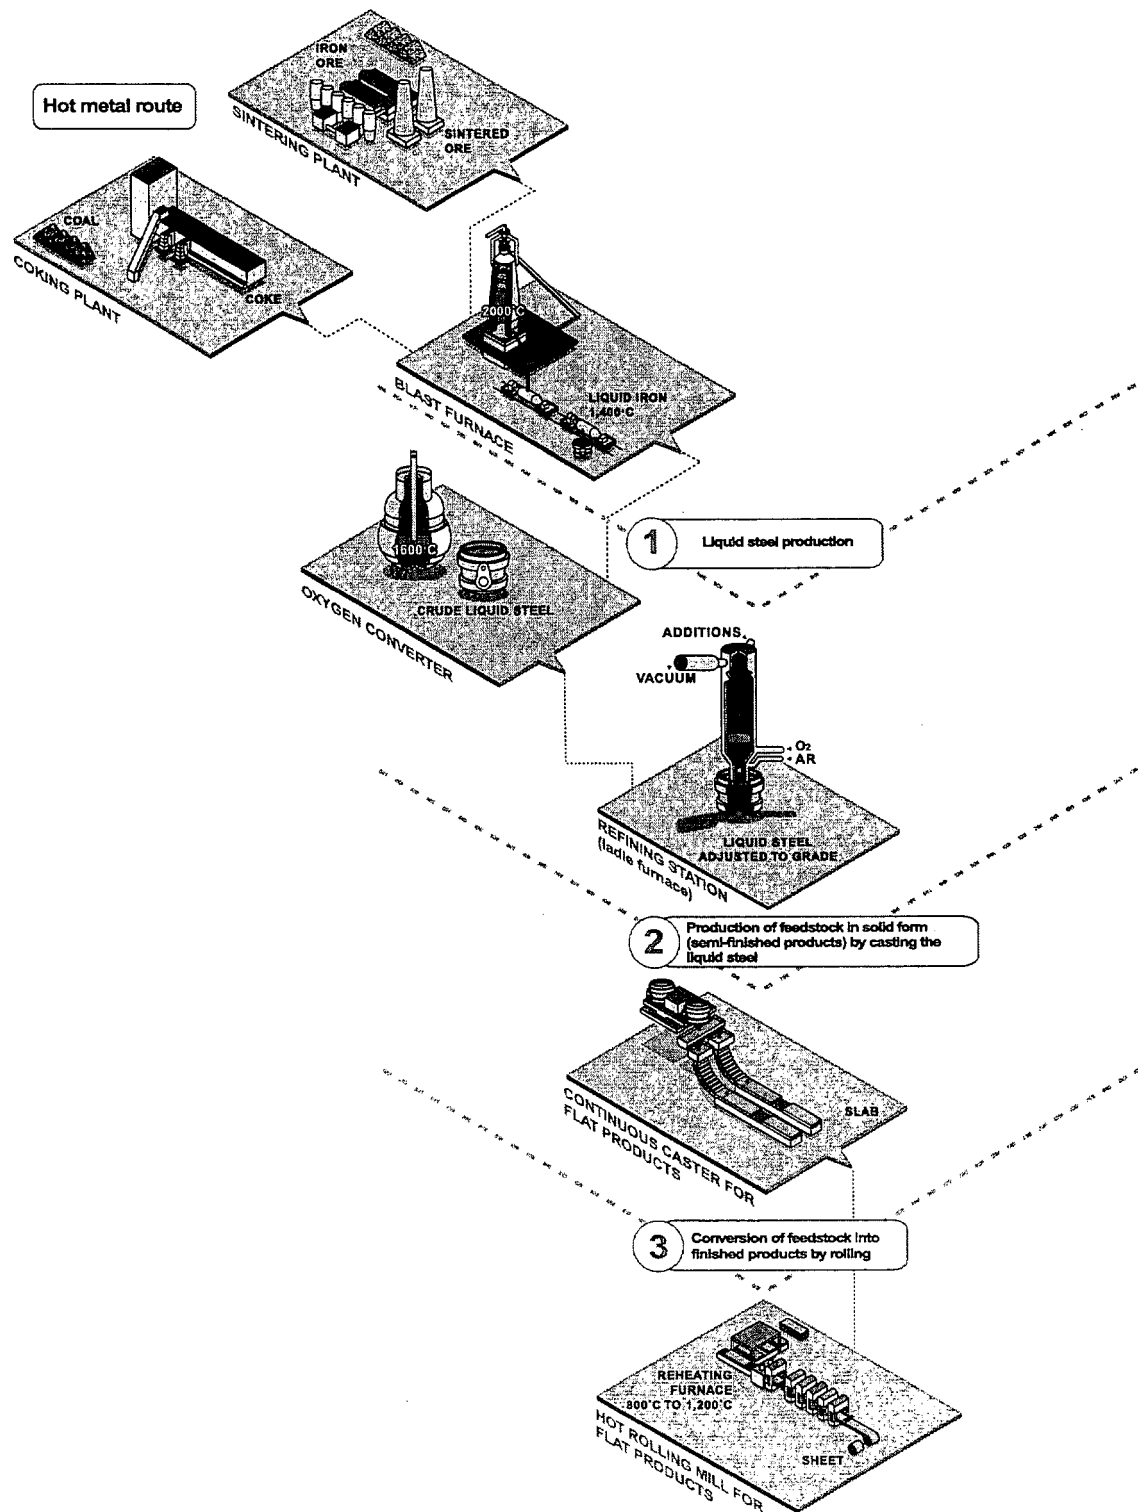 Hot metal route
IRON
ORE
SINTERED
ORE
SINTERING PLANT
COAL
COKE
COKING PLANT
2000°C
LIQUID IRON
1,400°C
BLAST FURNACE
1600°C
CRUDE LIQUID STEEL
OXYGEN CONVERTER
1 Liquid steel production
ADDITIONS
VACUUM
O2
AR
LIQUID STEEL
ADJUSTED TO GRADE
REFINING STATION
(ladle furnace)
2 Production of feedstock in solid form
(semi-finished products) by casting the
liquid steel
SLAB
CONTINUOUS CASTER FOR
FLAT PRODUCTS
3 Conversion of feedstock into
finished products by rolling
REHEATING
FURNACE
800°C TO 1,200°C
SHEET
HOT ROLLING MILL FOR
FLAT PRODUCTS